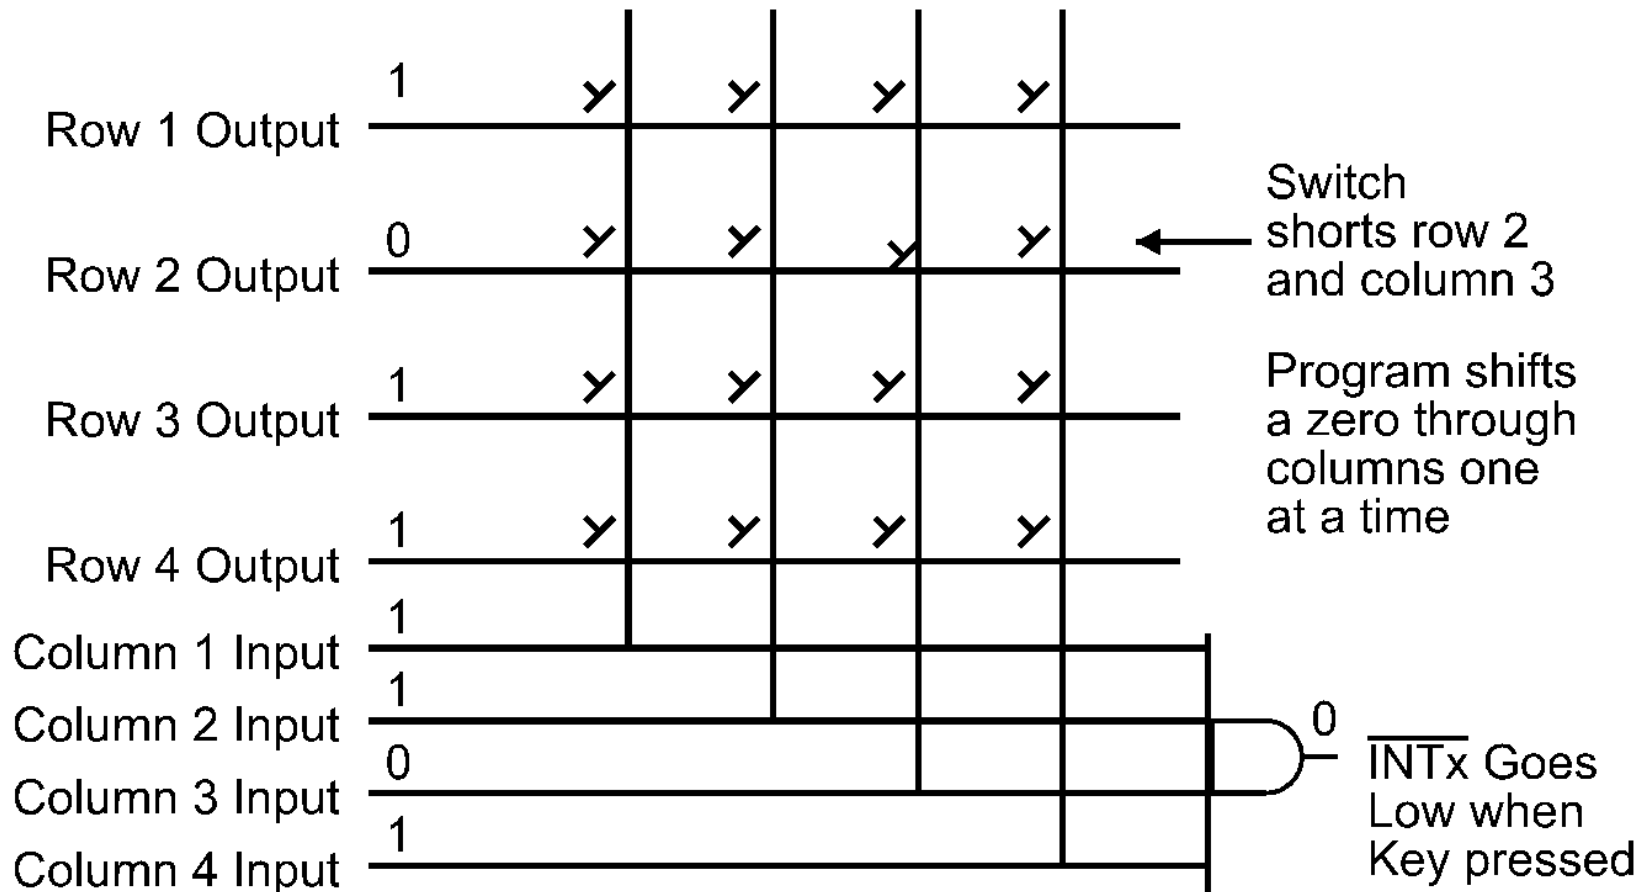 1
Row 1 Output
0
Row 2 Output
1
Row 3 Output
1
Row 4 Output
1
Column 1 Input
1
Column 2 Input
0
Column 3 Input
1
Column 4 Input
Switch
shorts row 2
and column 3
Program shifts
a zero through
columns one
at a time
0
INTx Goes
Low when
Key pressed